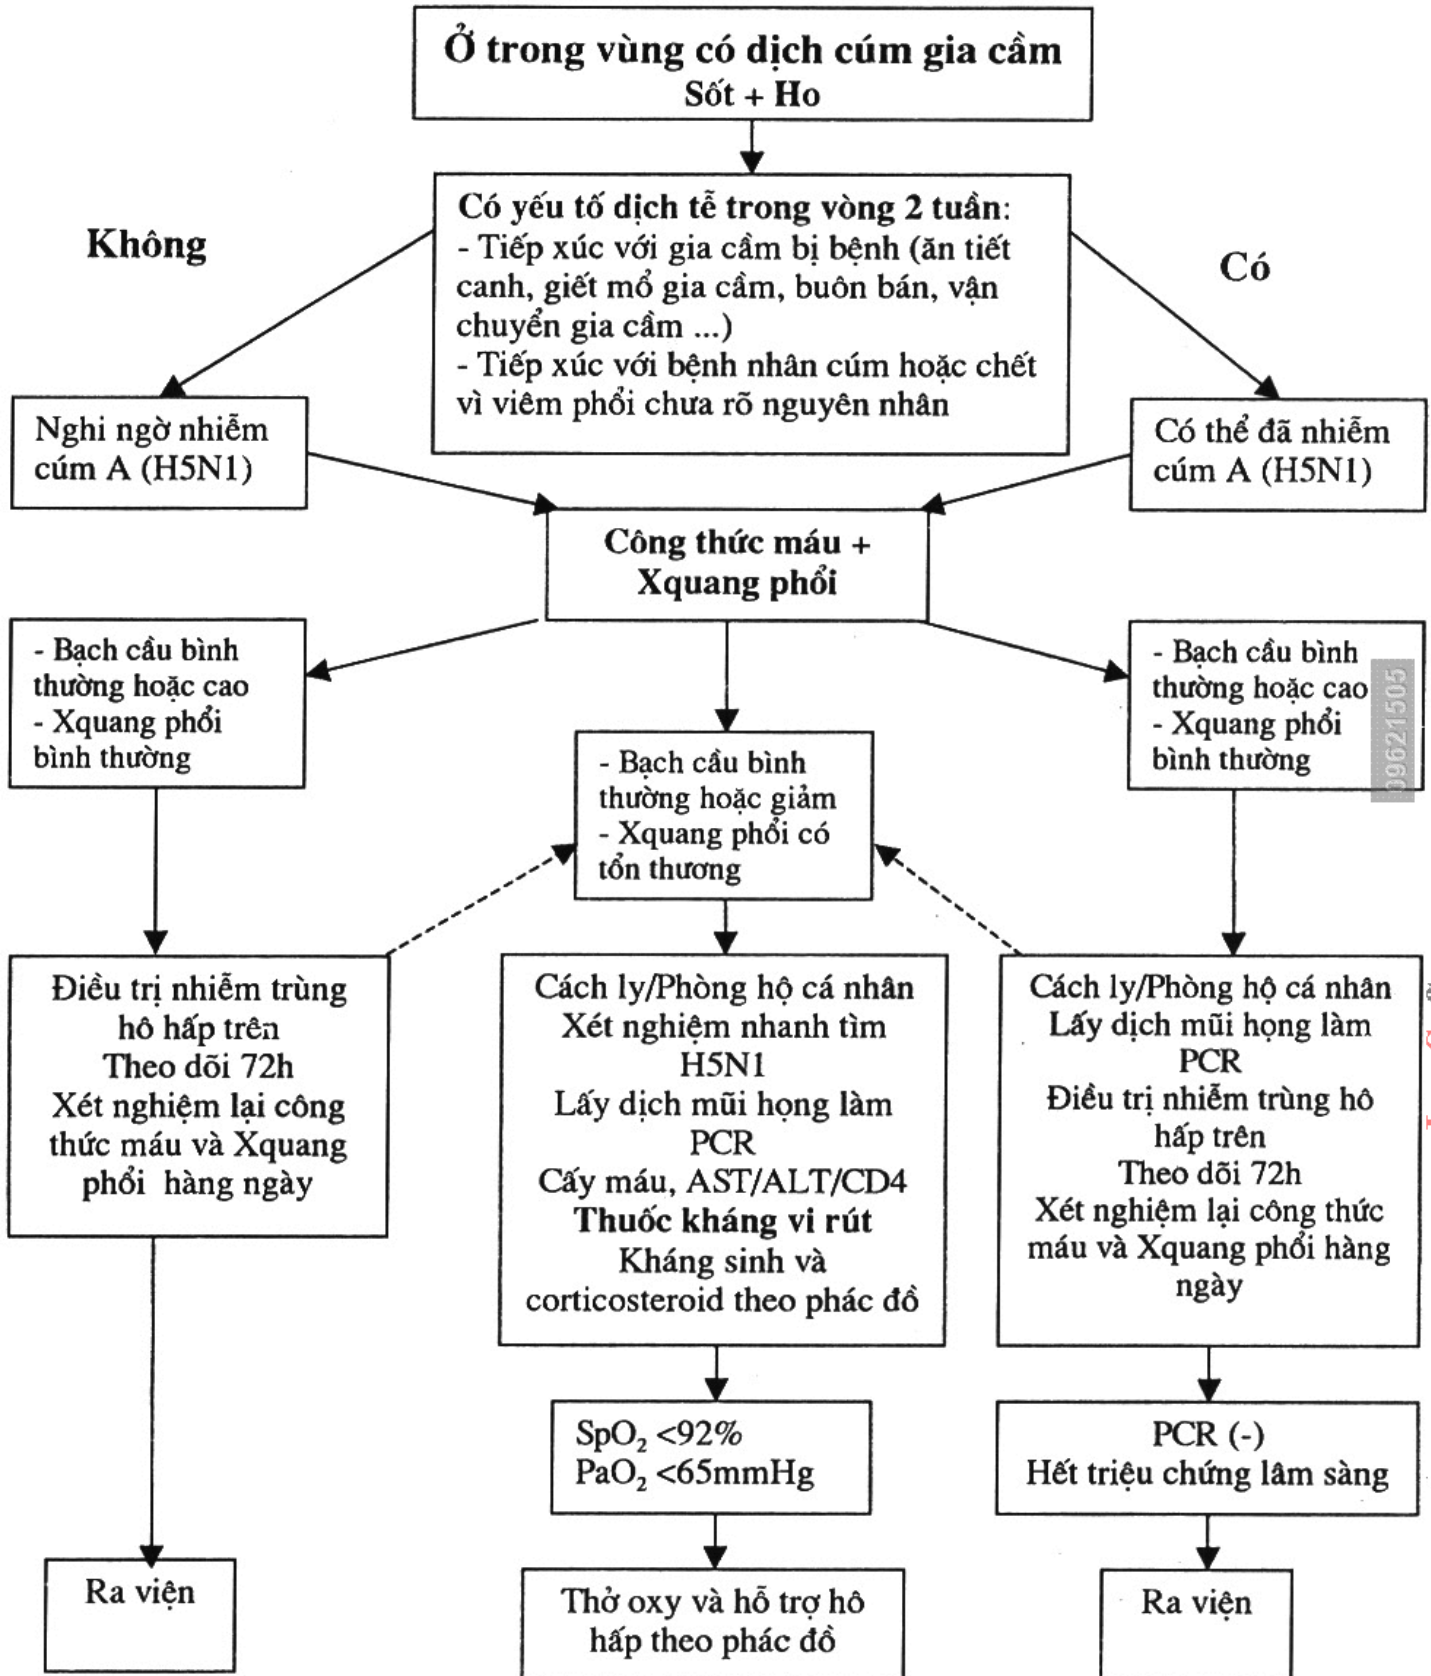 Ở trong vùng có dịch cúm gia cầm
Sốt + Ho
Không
Có yếu tố dịch tễ trong vòng 2 tuần:
- Tiếp xúc với gia cầm bị bệnh (ăn tiết
canh, giết mổ gia cầm, buôn bán, vận
chuyển gia cầm ...)
- Tiếp xúc với bệnh nhân cúm hoặc chết
vì viêm phổi chưa rõ nguyên nhân
Có
Nghi ngờ nhiễm
cúm A (H5N1)
Có thể đã nhiễm
cúm A (H5N1)
Công thức máu +
Xquang phổi
- Bạch cầu bình
thường hoặc cao
- Xquang phổi
bình thường
- Bạch cầu bình
thường hoặc giảm
- Xquang phổi có
tổn thương
- Bạch cầu bình
thường hoặc cao
- Xquang phổi
bình thường
09621505
Điều trị nhiễm trùng
hô hấp trên
Theo dõi 72h
Xét nghiệm lại công
thức máu và Xquang
phổi hàng ngày
Cách ly/Phòng hộ cá nhân
Xét nghiệm nhanh tìm
H5N1
Lấy dịch mũi họng làm
PCR
Cấy máu, AST/ALT/CD4
Thuốc kháng vi rút
Kháng sinh và
corticosteroid theo phác đồ
Cách ly/Phòng hộ cá nhân
Lấy dịch mũi họng làm
PCR
Điều trị nhiễm trùng hô
hấp trên
Theo dõi 72h
Xét nghiệm lại công thức
máu và Xquang phổi hàng
ngày
SpO₂ <92%
PaO₂ <65mmHg
PCR (-)
Hết triệu chứng lâm sàng
Ra viện
Thở oxy và hỗ trợ hô
hấp theo phác đồ
Ra viện